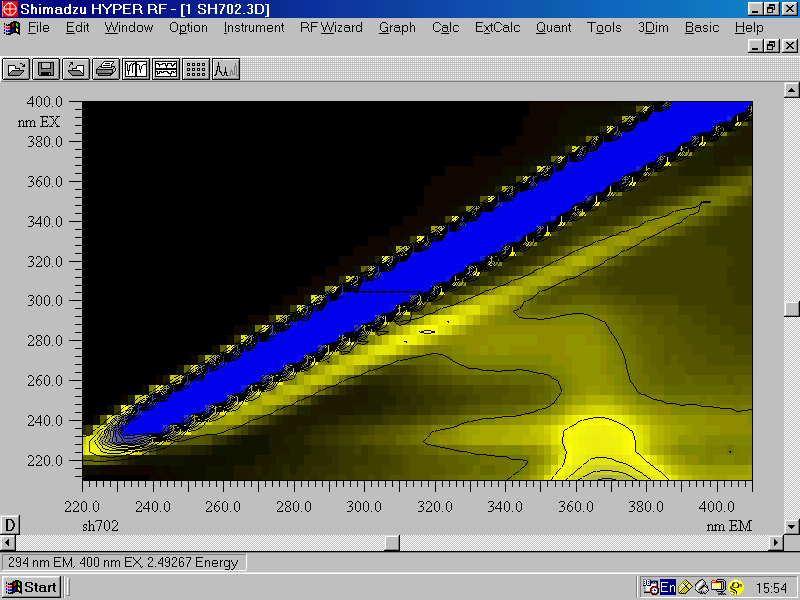 Shimadzu HYPER RF - [1 SH702.3D]
File Edit Window Option Instrument RF Wizard Graph Calc ExtCalc Quant Tools 3Dim Basic Help
400.0
nm EX
380.0
360.0
340.0
320.0
300.0
280.0
260.0
240.0
220.0
220.0 240.0 260.0 280.0 300.0 320.0 340.0 360.0 380.0 400.0
D sh702 nm EM
294 nm EM, 400 nm EX, 2.49267 Energy
Start En 15:54